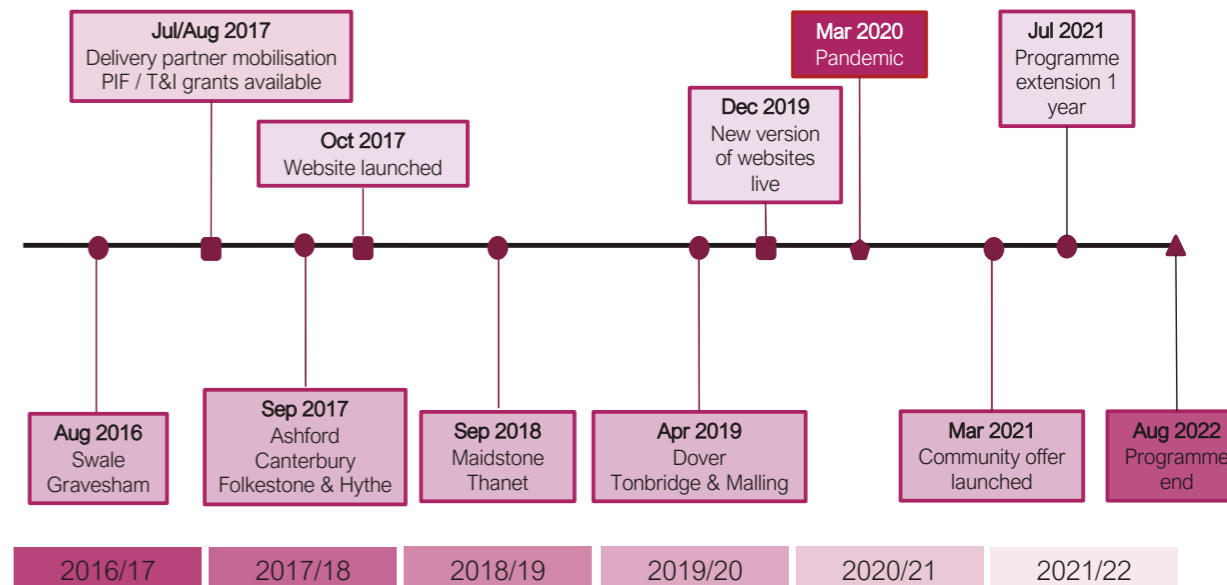 Jul/Aug 2017
Delivery partner mobilisation
PIF / T&I grants available
Oct 2017
Website launched
Dec 2019
New version
of websites
live
Mar 2020
Pandemic
Jul 2021
Programme
extension 1
year
Aug 2016
Swale
Gravesham
Sep 2017
Ashford
Canterbury
Folkestone & Hythe
Sep 2018
Maidstone
Thanet
Apr 2019
Dover
Tonbridge & Malling
Mar 2021
Community offer
launched
Aug 2022
Programme
end
2016/17
2017/18
2018/19
2019/20
2020/21
2021/22